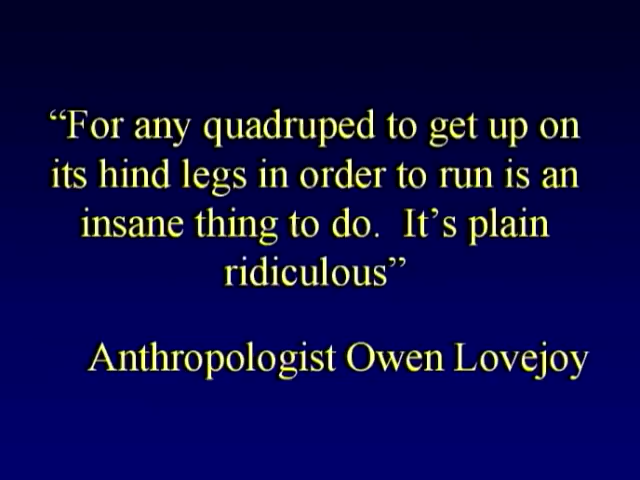 “For any quadruped to get up on
its hind legs in order to run is an
insane thing to do.  It’s plain
ridiculous”
Anthropologist Owen Lovejoy